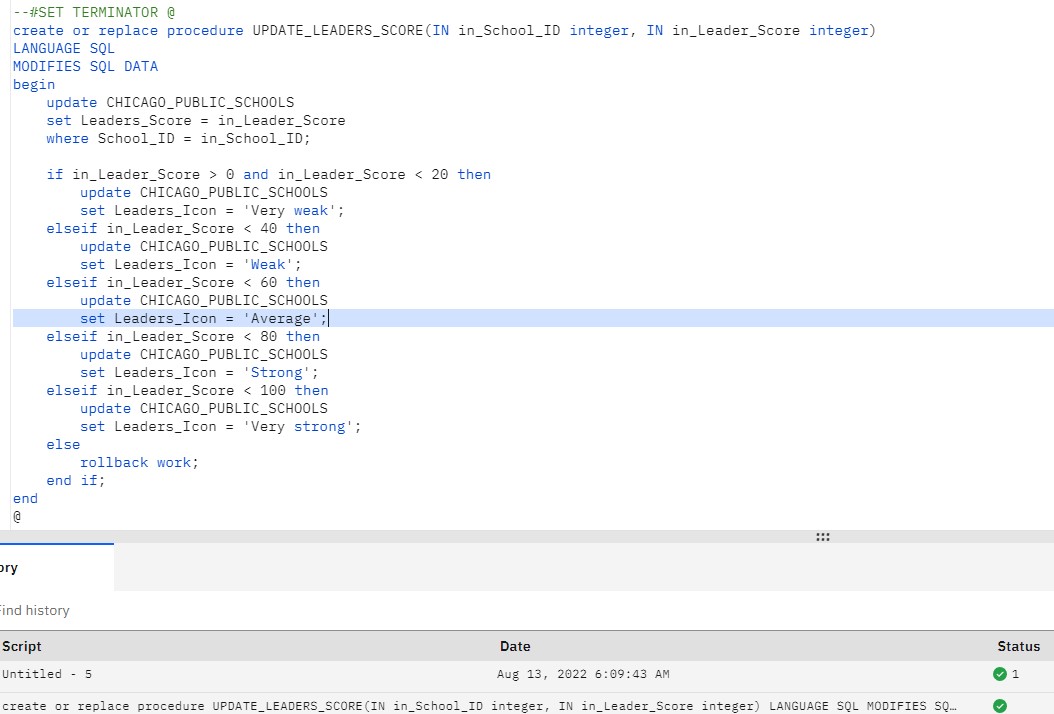 --#SET TERMINATOR @
create or replace procedure UPDATE_LEADERS_SCORE(IN in_School_ID integer, IN in_Leader_Score integer)
LANGUAGE SQL
MODIFIES SQL DATA
begin
    update CHICAGO_PUBLIC_SCHOOLS
    set Leaders_Score = in_Leader_Score
    where School_ID = in_School_ID;

    if in_Leader_Score > 0 and in_Leader_Score < 20 then
        update CHICAGO_PUBLIC_SCHOOLS
        set Leaders_Icon = 'Very weak';
    elseif in_Leader_Score < 40 then
        update CHICAGO_PUBLIC_SCHOOLS
        set Leaders_Icon = 'Weak';
    elseif in_Leader_Score < 60 then
        update CHICAGO_PUBLIC_SCHOOLS
        set Leaders_Icon = 'Average';
    elseif in_Leader_Score < 80 then
        update CHICAGO_PUBLIC_SCHOOLS
        set Leaders_Icon = 'Strong';
    elseif in_Leader_Score < 100 then
        update CHICAGO_PUBLIC_SCHOOLS
        set Leaders_Icon = 'Very strong';
    else
        rollback work;
    end if;
end
@
ory
Find history
Script Date Status
Untitled - 5 Aug 13, 2022 6:09:43 AM 1
create or replace procedure UPDATE_LEADERS_SCORE(IN in_School_ID integer, IN in_Leader_Score integer) LANGUAGE SQL MODIFIES SQ…